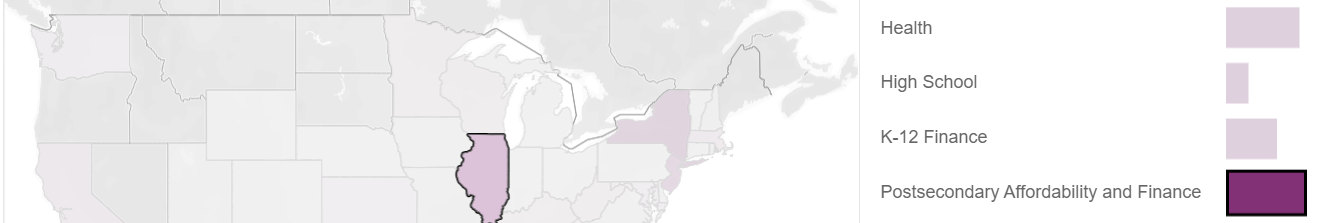 Health
High School
K-12 Finance
Postsecondary Affordability and Finance